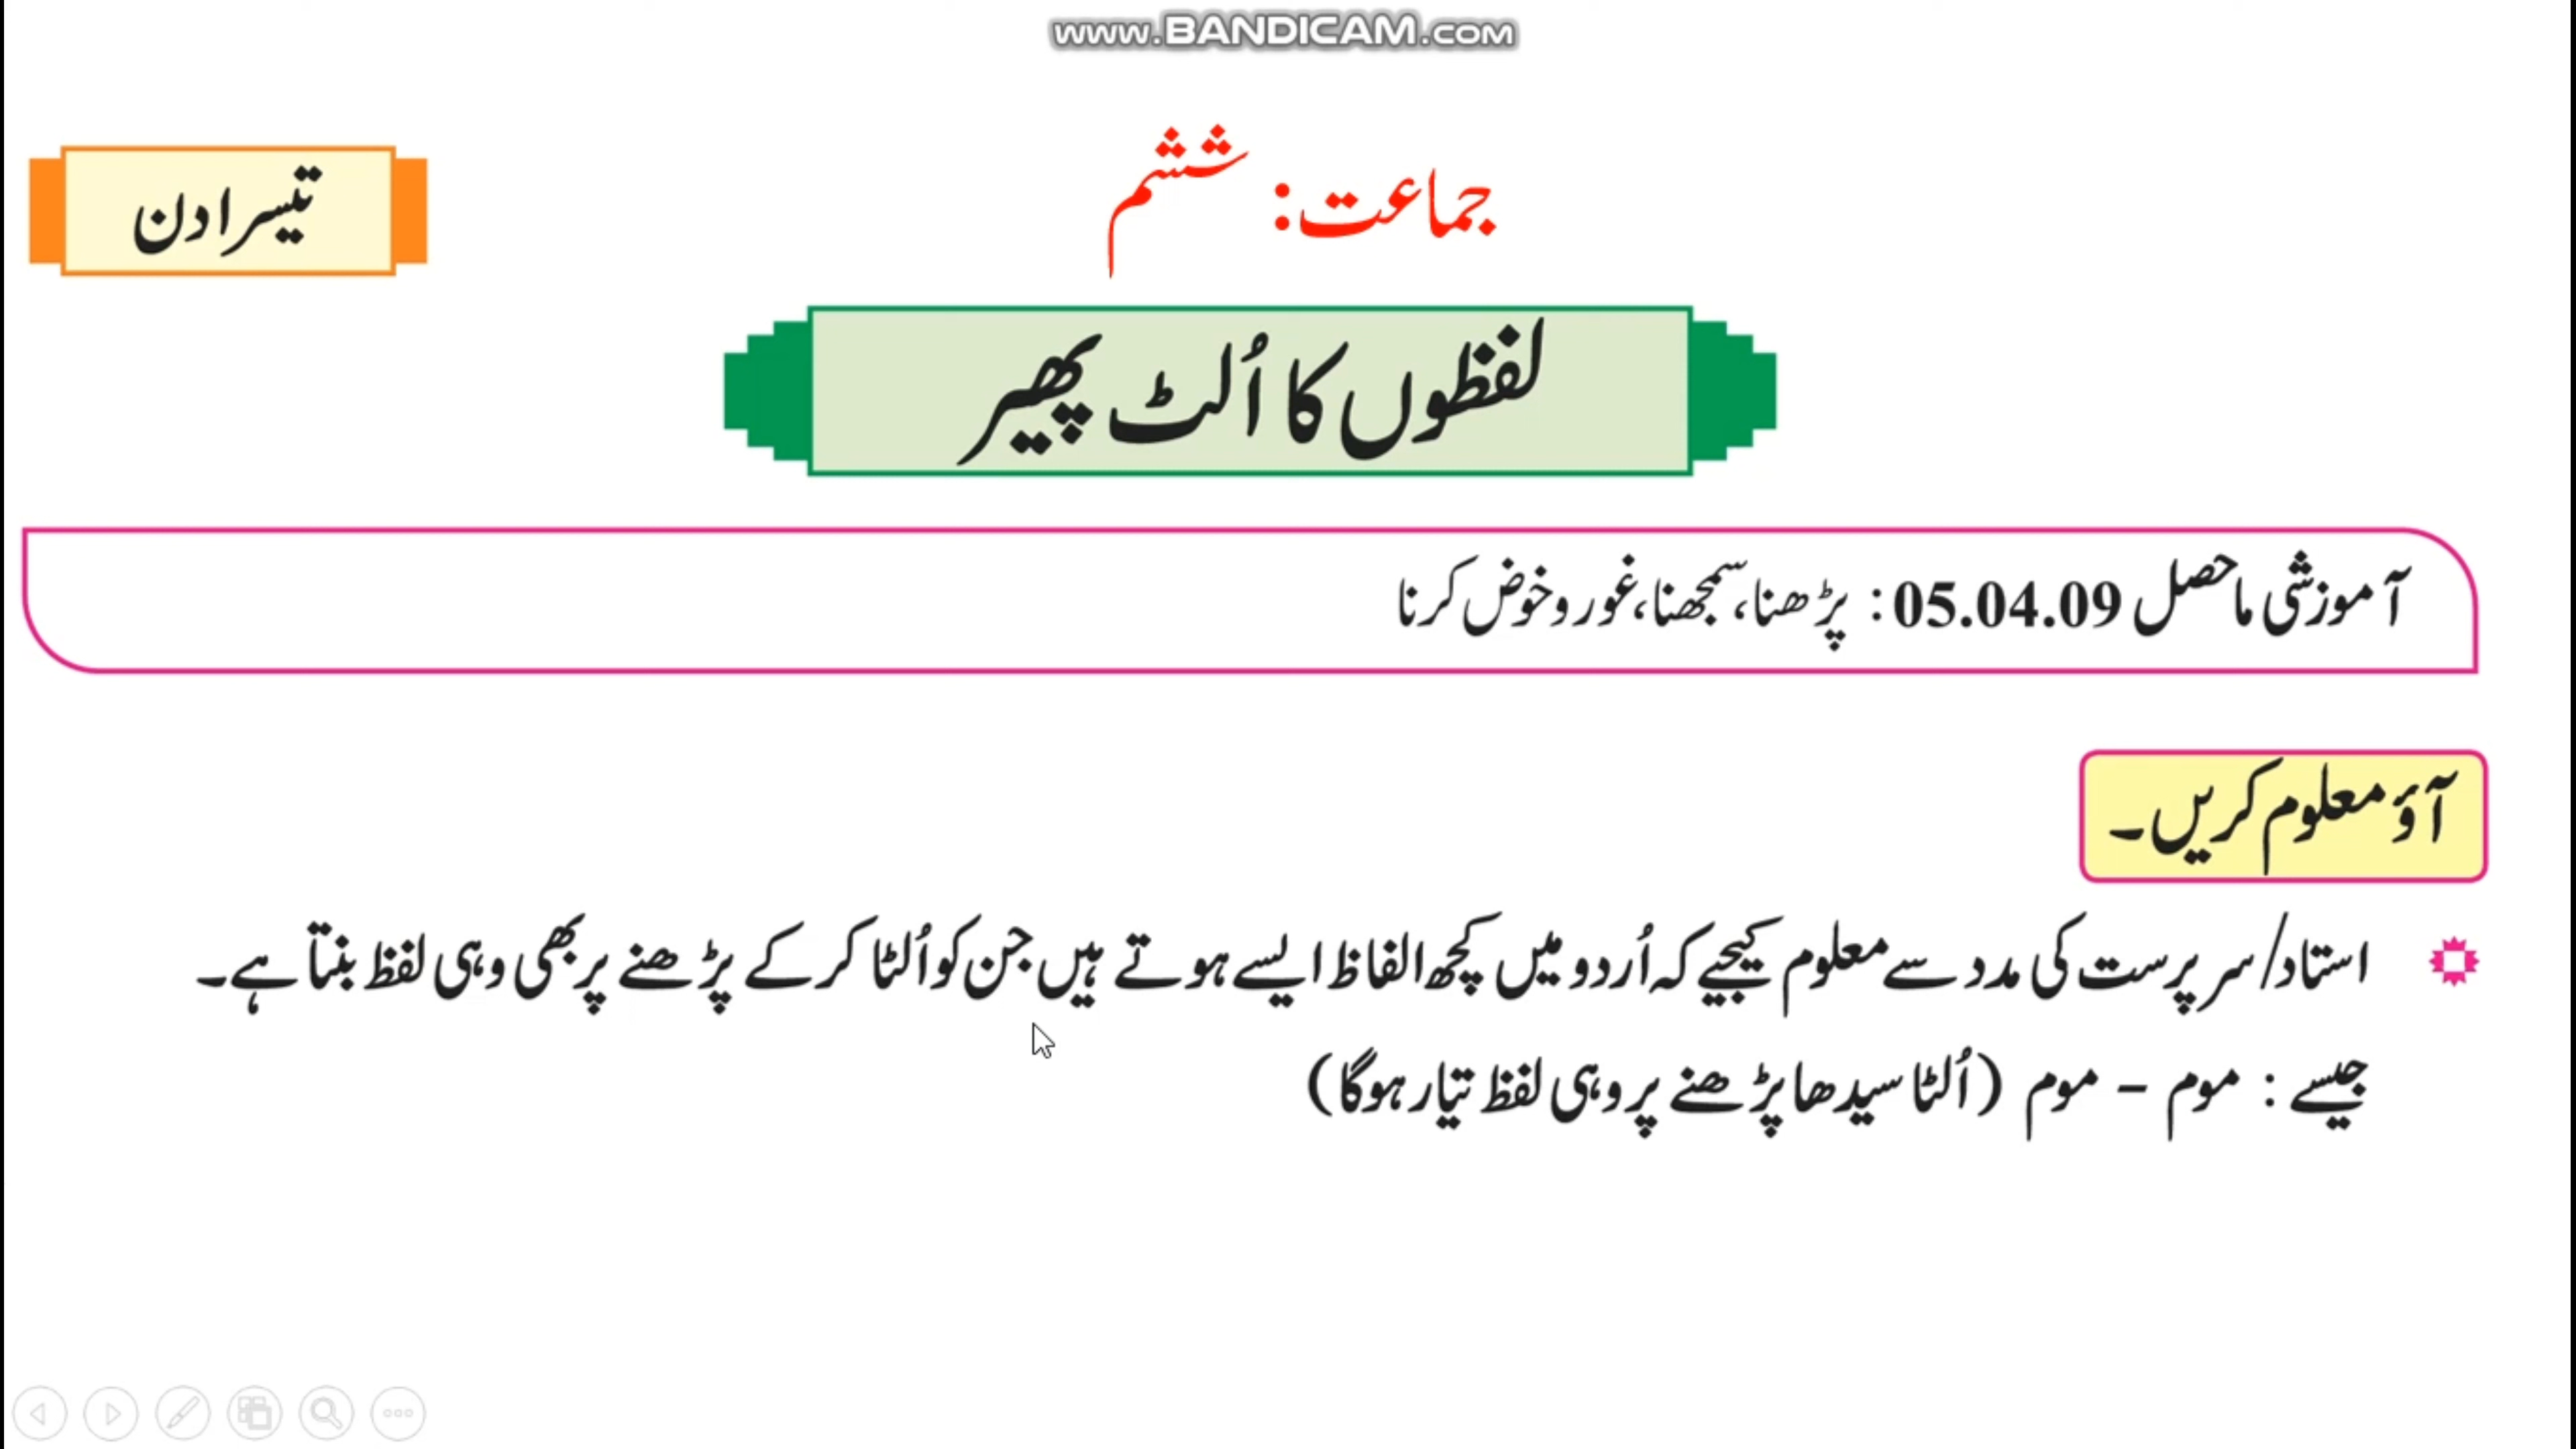 www.BANDICAM.com
جماعت: ششم
تیسرا دن
لفظوں کا اُلٹ پھیر
آموزشی ماحصل 05.04.09: پڑھنا، سمجھنا، غور و خوض کرنا
آؤ معلوم کریں۔
استاد/سرپرست کی مدد سے معلوم کیجیے کہ اُردو میں کچھ الفاظ ایسے ہوتے ہیں جن کو اُلٹا کر کے پڑھنے پر بھی وہی لفظ بنتا ہے۔
جیسے : موم – موم (اُلٹا سیدھا پڑھنے پر وہی لفظ تیار ہوگا)